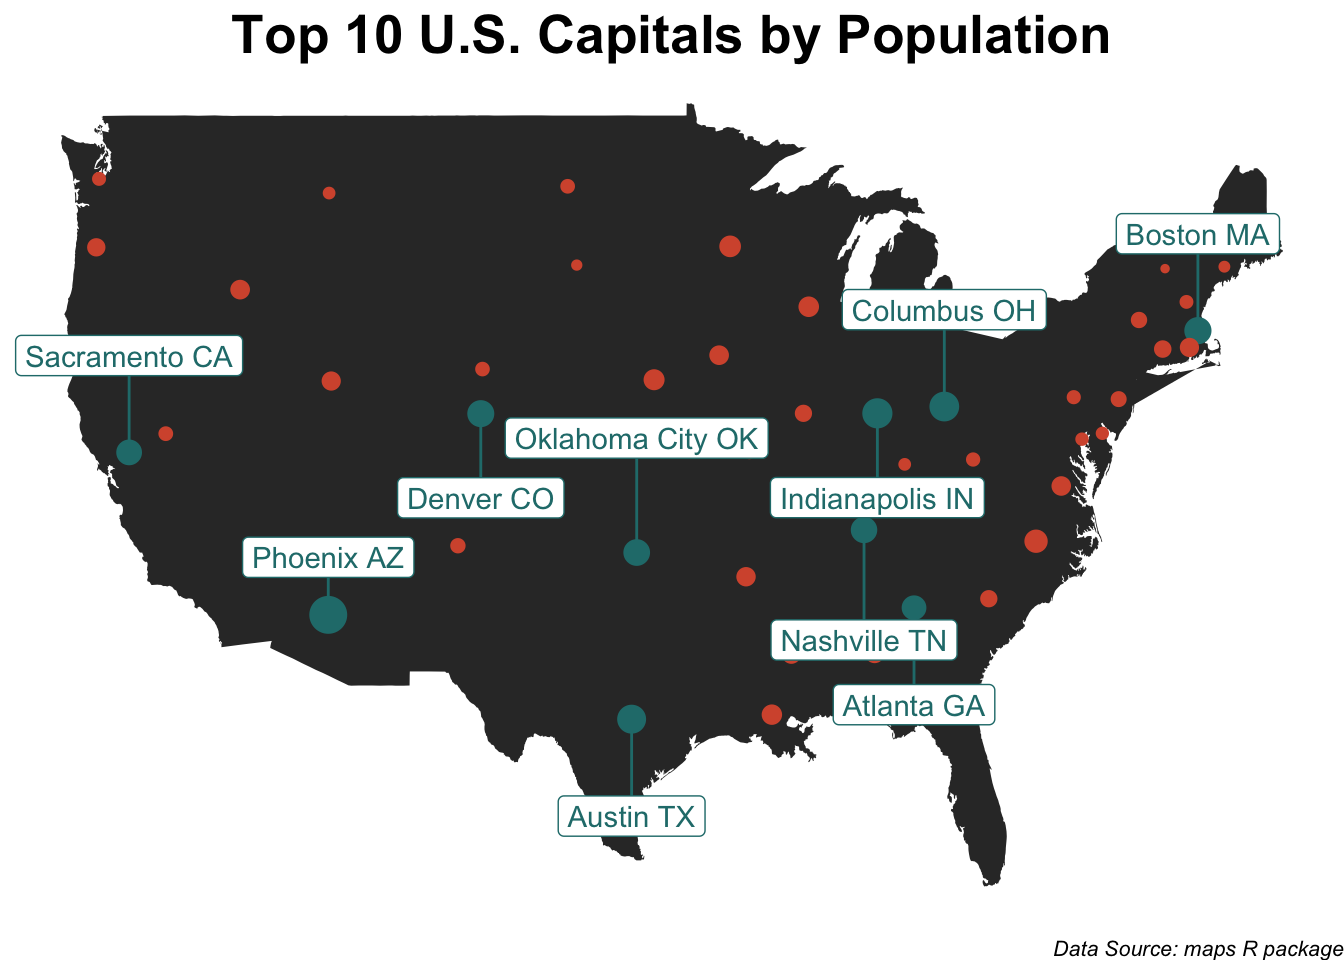 Top 10 U.S. Capitals by Population
Boston MA
Columbus OH
Sacramento CA
Oklahoma City OK
Denver CO
Indianapolis IN
Phoenix AZ
Nashville TN
Atlanta GA
Austin TX
Data Source: maps R package